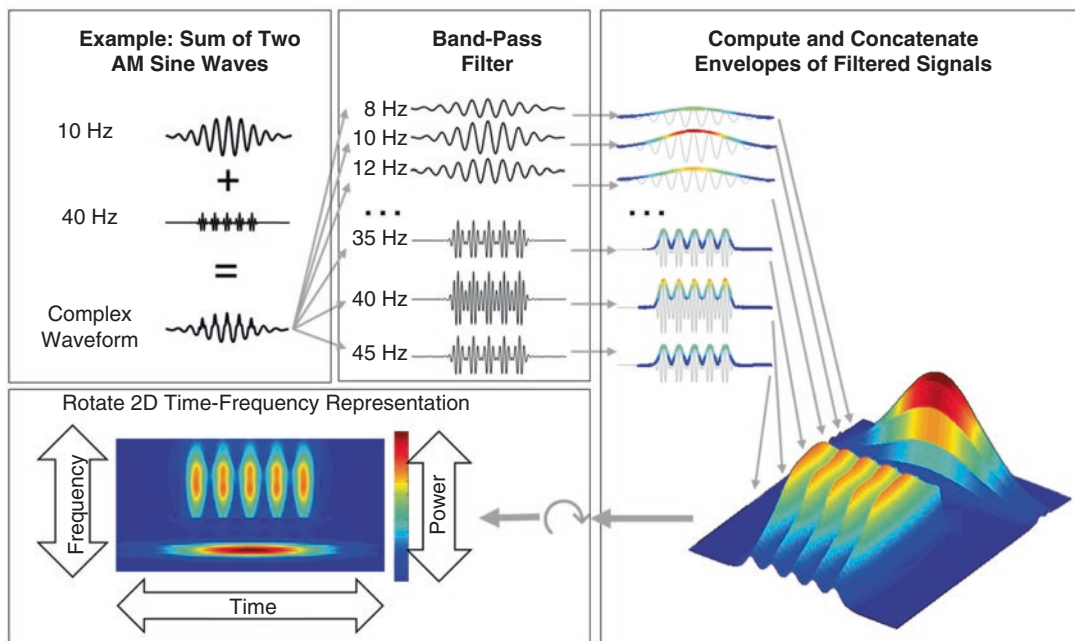 Example: Sum of Two
AM Sine Waves
10 Hz
+
40 Hz
=
Complex
Waveform
Band-Pass
Filter
8 Hz
10 Hz
12 Hz
...
35 Hz
40 Hz
45 Hz
Compute and Concatenate
Envelopes of Filtered Signals
...
Rotate 2D Time-Frequency Representation
Frequency
Power
Time